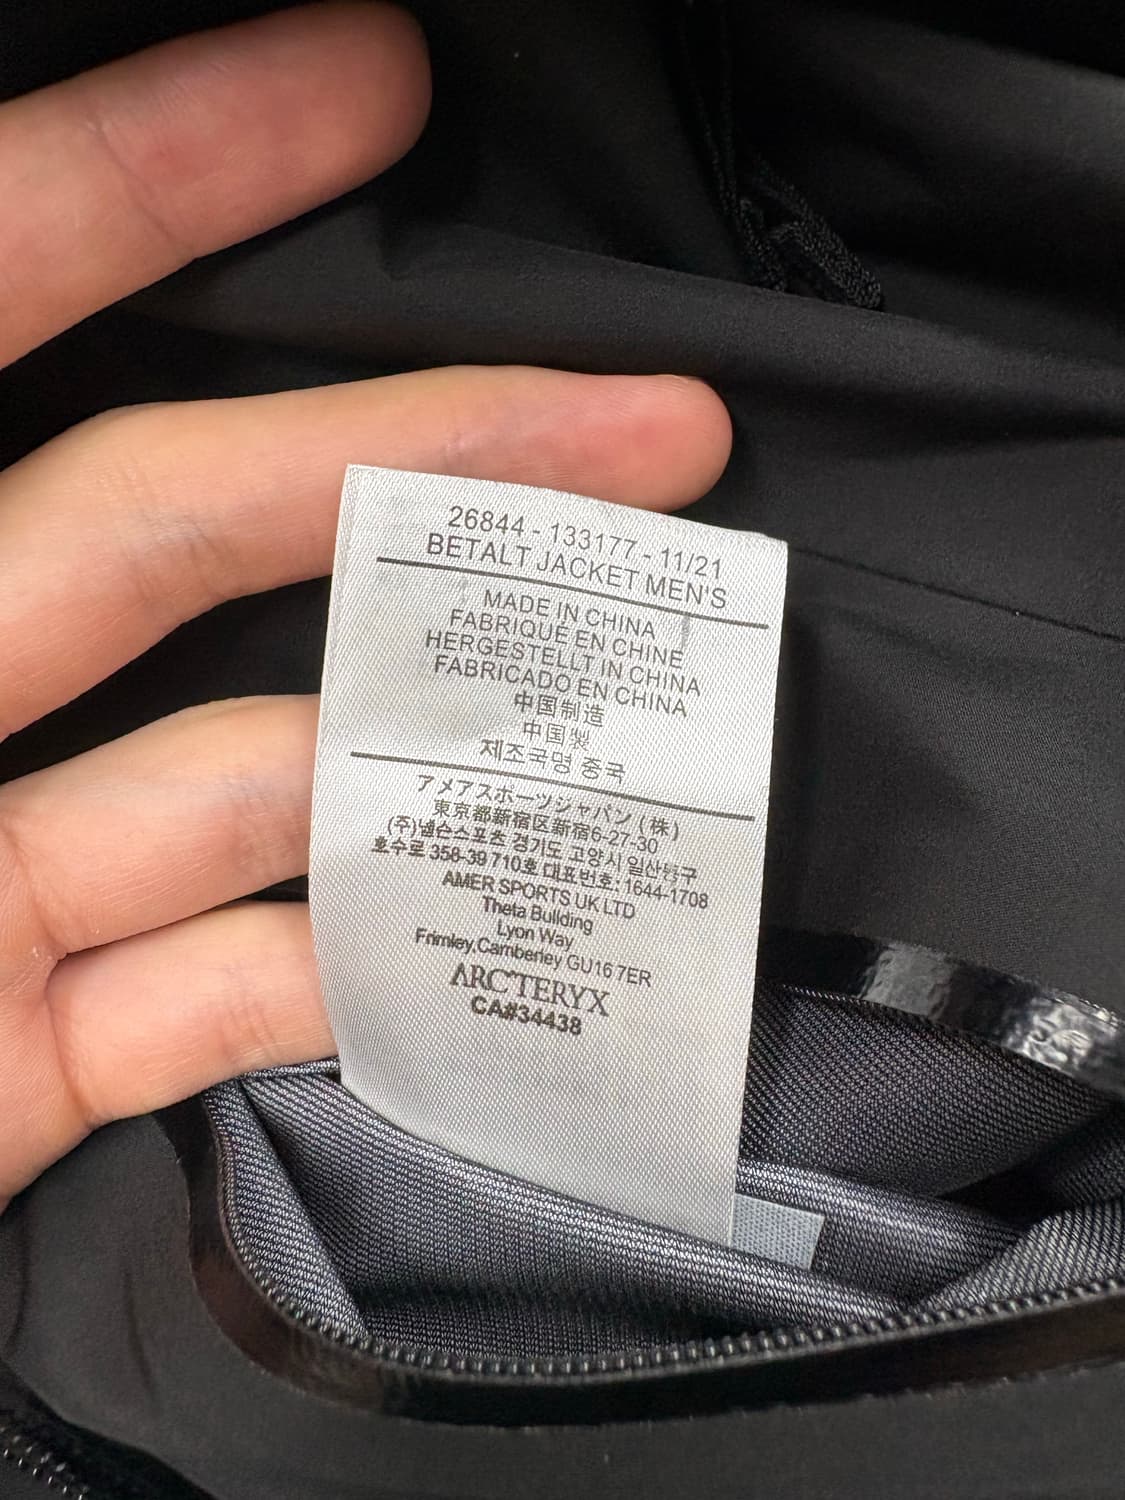 26844 - 133177 - 11/21
BETALT JACKET MEN'S
MADE IN CHINA
FABRIQUÉ EN CHINE
HERGESTELLT IN CHINA
FABRICADO EN CHINA
中国制造
中国製
제조국명 중국
アメアスポーツジャパン (株)
東京都新宿区新宿6-27-30
(주)넬슨스포츠 경기도 고양시 일산동구
호수로 358-39 710호 대표번호: 1644-1708
AMER SPORTS UK LTD
Theta Building
Lyon Way
Frimley,Camberley GU16 7ER
ARC'TERYX
CA#34438